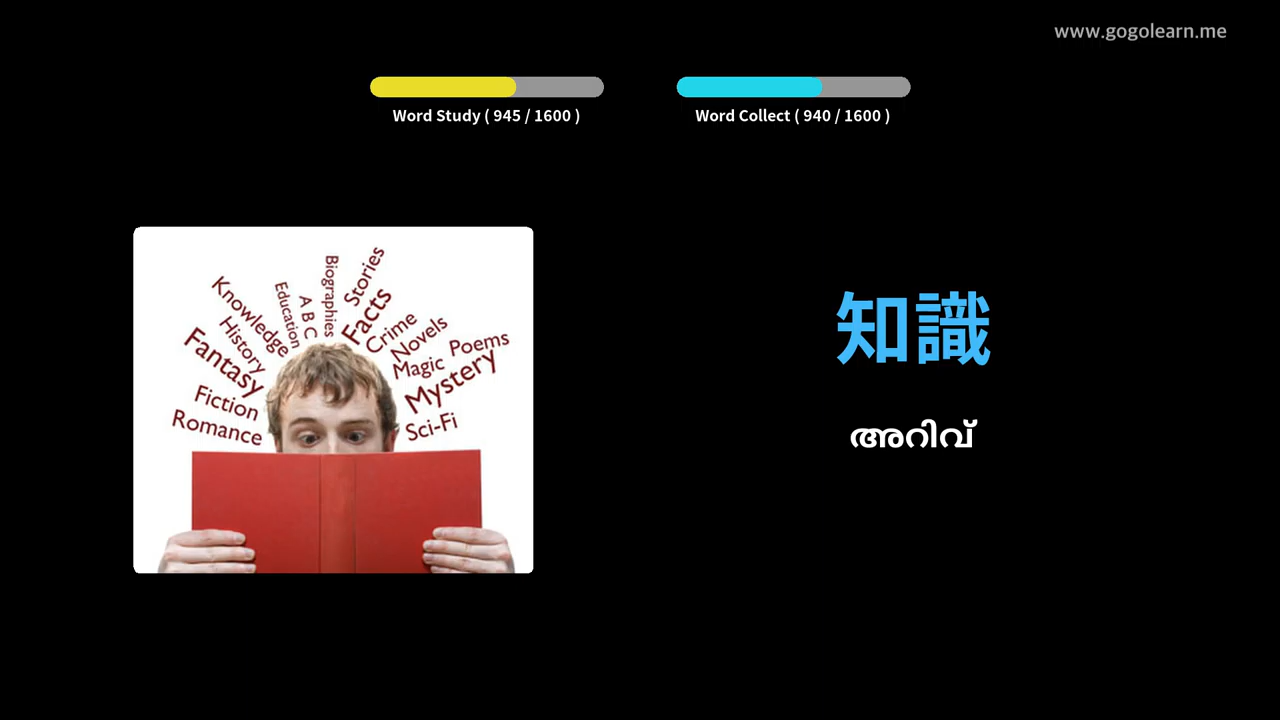 www.gogolearn.me
Word Study ( 945 / 1600 )
Word Collect ( 940 / 1600 )
Knowledge
Education
A B C
Biographies
Stories
Facts
Crime
Novels
Poems
Magic
Mystery
Sci-Fi
History
Fantasy
Fiction
Romance
知識
അറിവ്